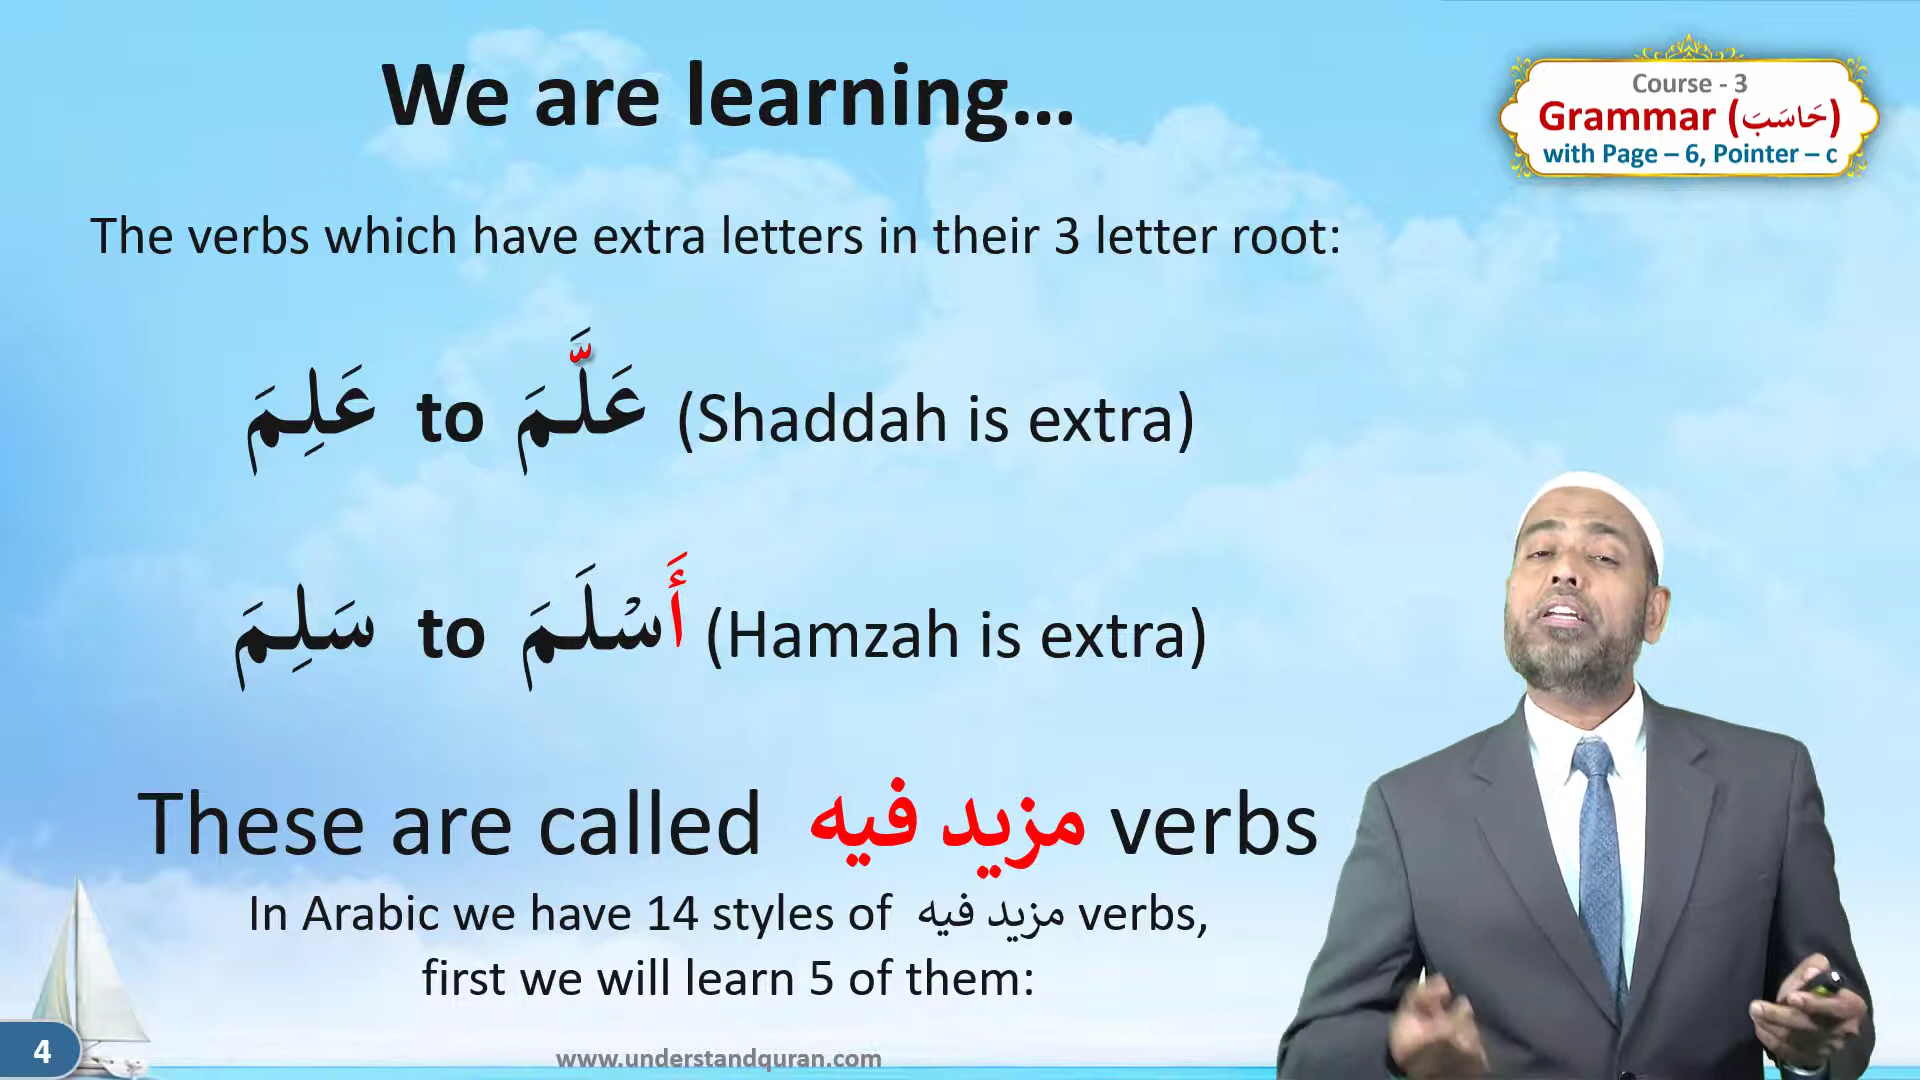 We are learning...
Course - 3
Grammar (حَاسَبَ)
with Page – 6, Pointer – c
The verbs which have extra letters in their 3 letter root:
عَلِمَ to عَلَّمَ (Shaddah is extra)
سَلِمَ to أَسْلَمَ (Hamzah is extra)
These are called مزيد فيه verbs
In Arabic we have 14 styles of مزيد فيه verbs,
first we will learn 5 of them:
4
www.understandquran.com